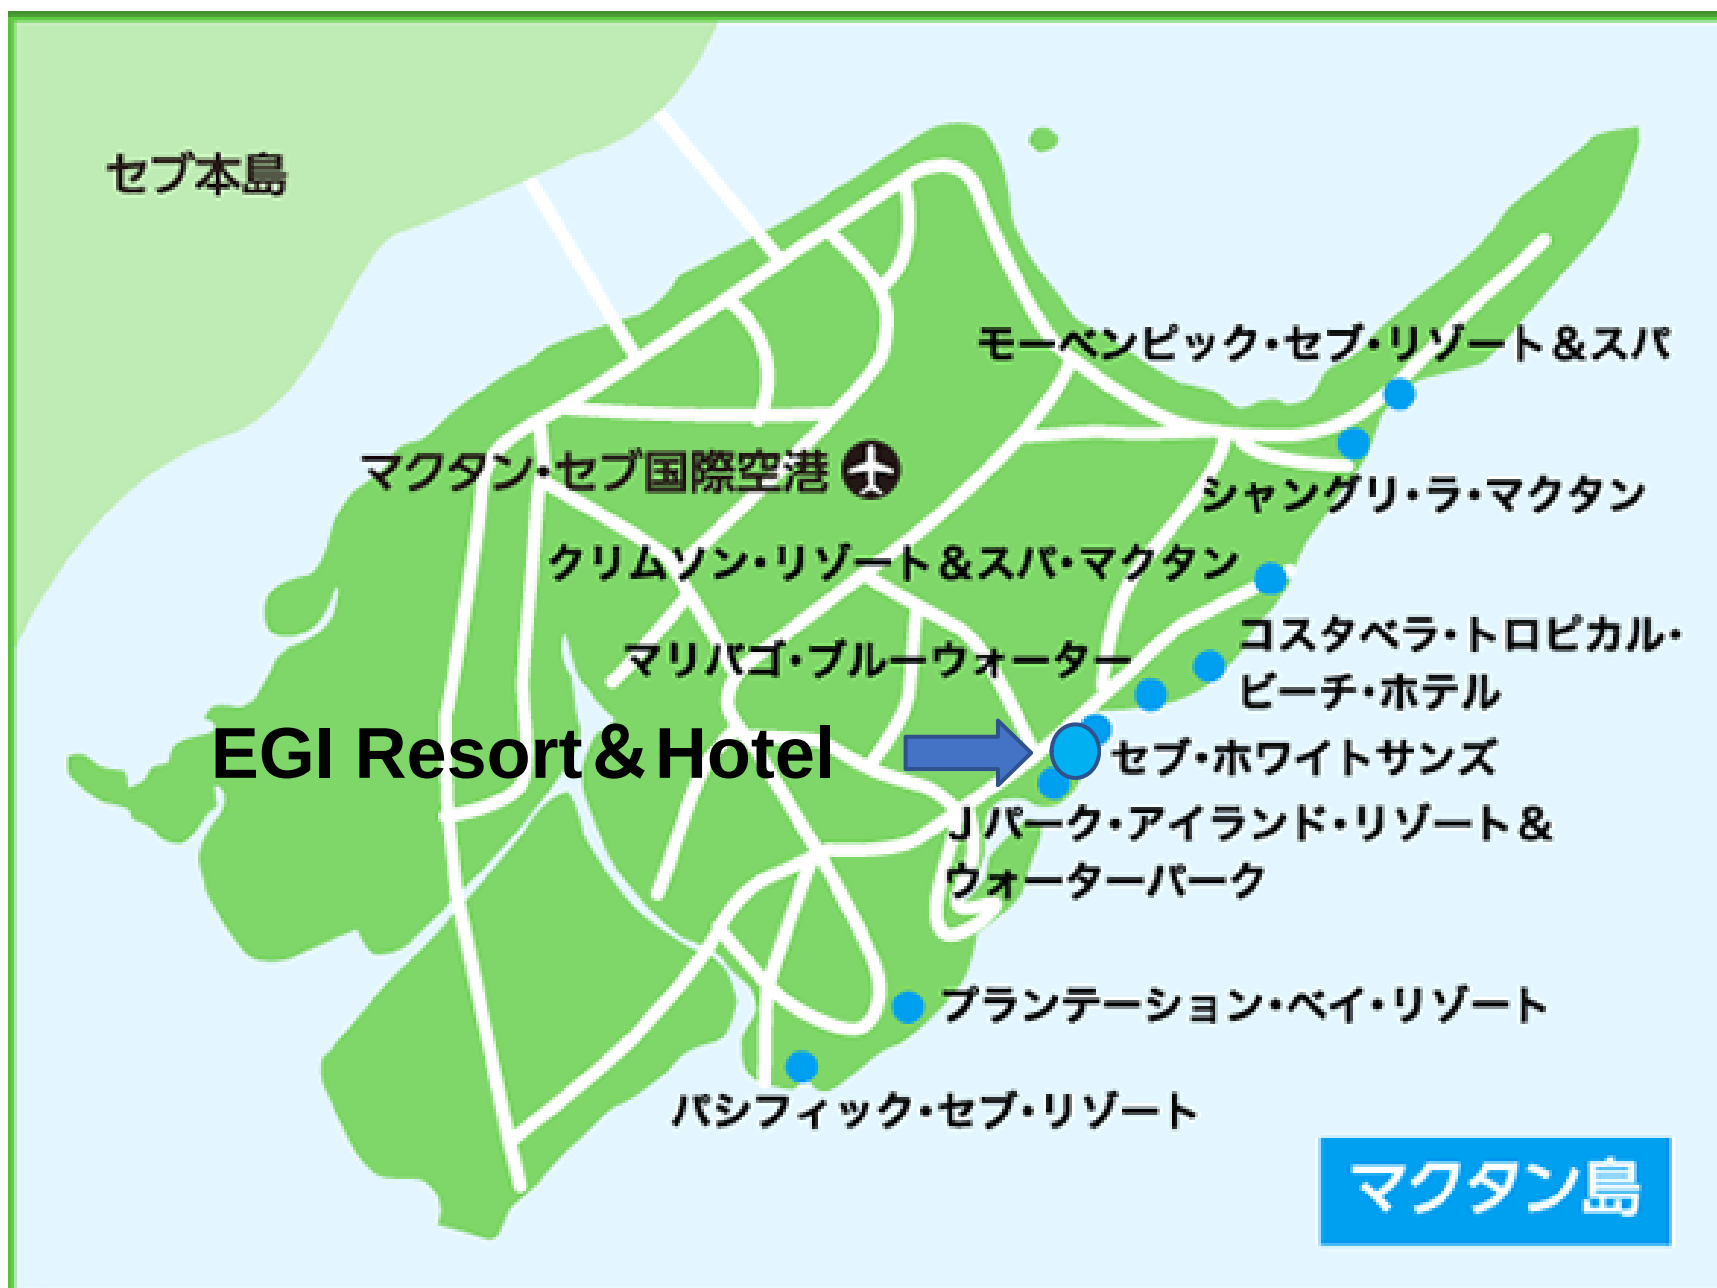 セブ本島
モーベンピック・セブ・リゾート&スパ
マクタン・セブ国際空港
シャングリ・ラ・マクタン
クリムソン・リゾート&スパ・マクタン
コスタベラ・トロピカル・
ビーチ・ホテル
マリバゴ・ブルーウォーター
EGI Resort&Hotel
セブ・ホワイトサンズ
Jパーク・アイランド・リゾート&
ウォーターパーク
プランテーション・ベイ・リゾート
パシフィック・セブ・リゾート
マクタン島